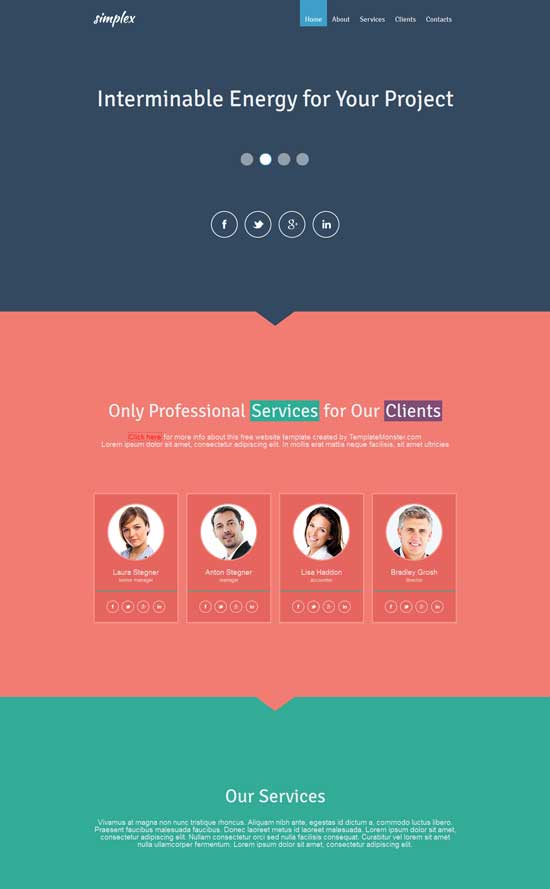 simplex
Home About Services Clients Contacts
Interminable Energy for Your Project
Only Professional Services for Our Clients
Click here for more info about this free website template created by TemplateMonster.com
Lorem ipsum dolor sit amet, consectetur adipiscing elit. In mollis erat mattis neque facilisis, sit amet ultricies
Laura Stegner
senior manager
Anton Stegner
manager
Lisa Haddon
accounter
Bradley Grosh
director
Our Services
Vivamus at magna non nunc tristique rhoncus. Aliquam nibh ante, egestas id dictum a, commodo luctus libero.
Praesent faucibus malesuada faucibus. Donec laoreet metus id laoreet malesuada. Lorem ipsum dolor sit amet,
consectetur adipiscing elit. Nullam consectetur orci sed nulla facilisis consequat. Curabitur vel lorem sit amet
nulla ullamcorper fermentum. Lorem ipsum dolor sit amet, consectetur adipiscing elit.